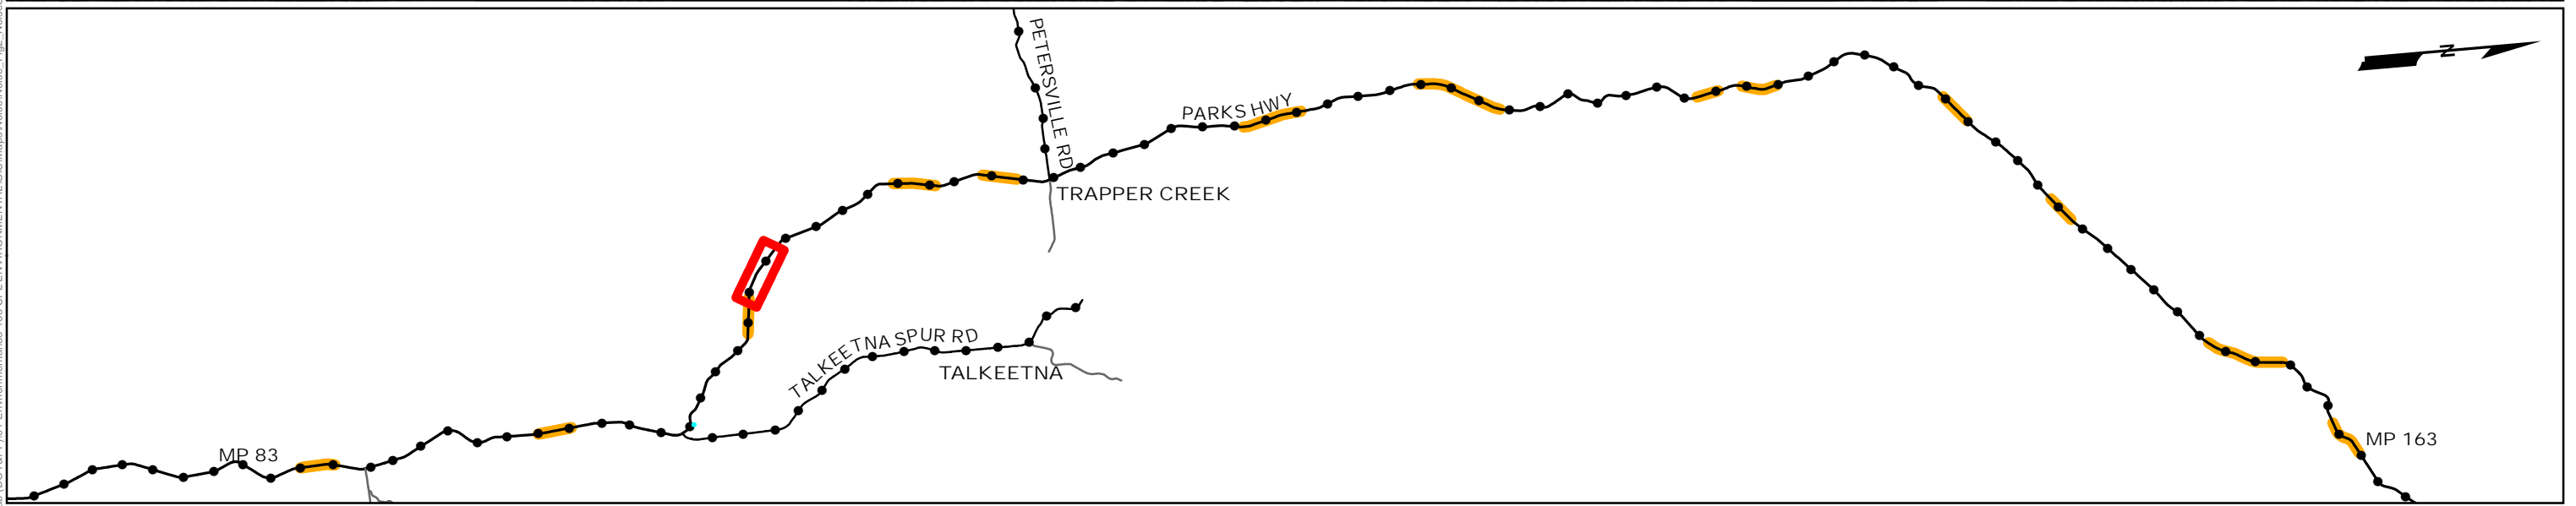 PETERSVILLE RD
N
PARKS HWY
TRAPPER CREEK
TALKEETNA SPUR RD
TALKEETNA
MP 83
MP 163